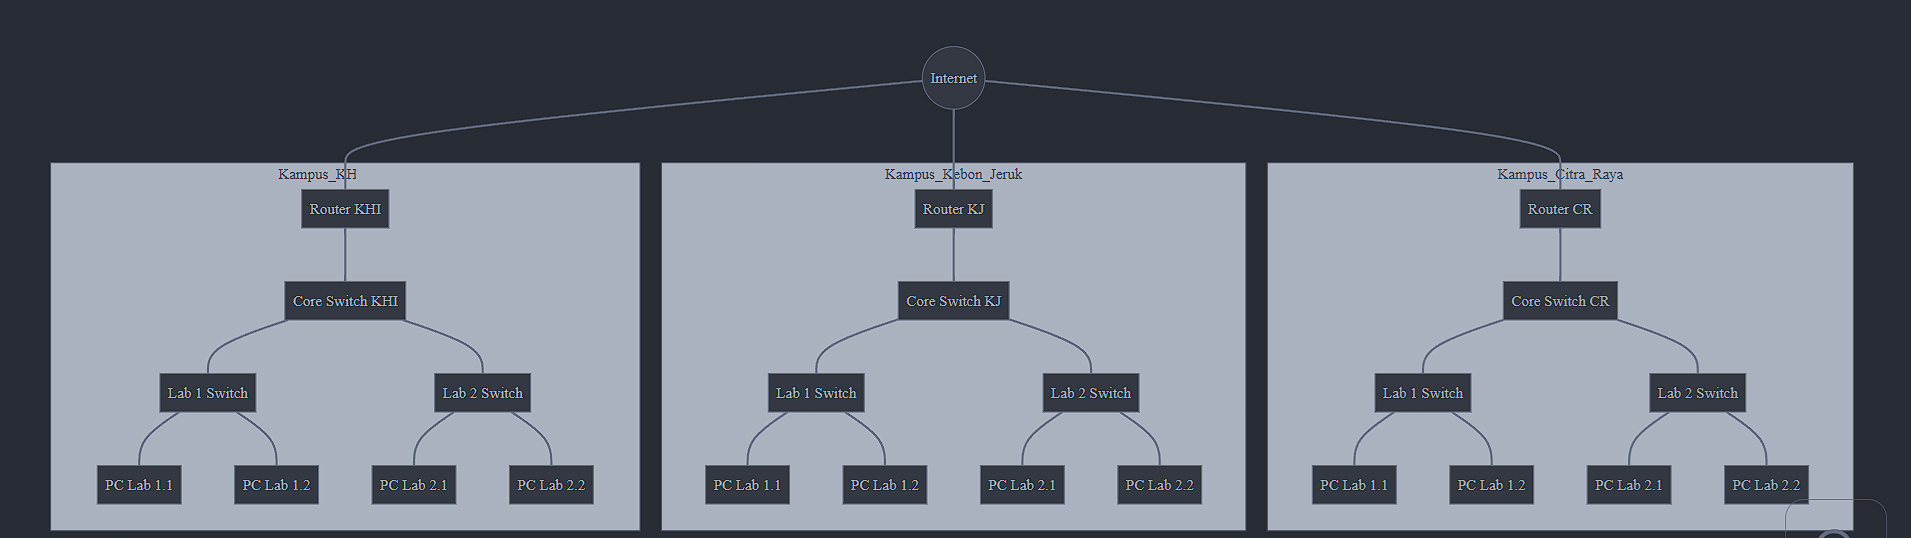 Internet
Kampus_KH
Kampus_Kebon_Jeruk
Kampus_Citra_Raya
Router KHI
Router KJ
Router CR
Core Switch KHI
Core Switch KJ
Core Switch CR
Lab 1 Switch
Lab 2 Switch
Lab 1 Switch
Lab 2 Switch
Lab 1 Switch
Lab 2 Switch
PC Lab 1.1
PC Lab 1.2
PC Lab 2.1
PC Lab 2.2
PC Lab 1.1
PC Lab 1.2
PC Lab 2.1
PC Lab 2.2
PC Lab 1.1
PC Lab 1.2
PC Lab 2.1
PC Lab 2.2